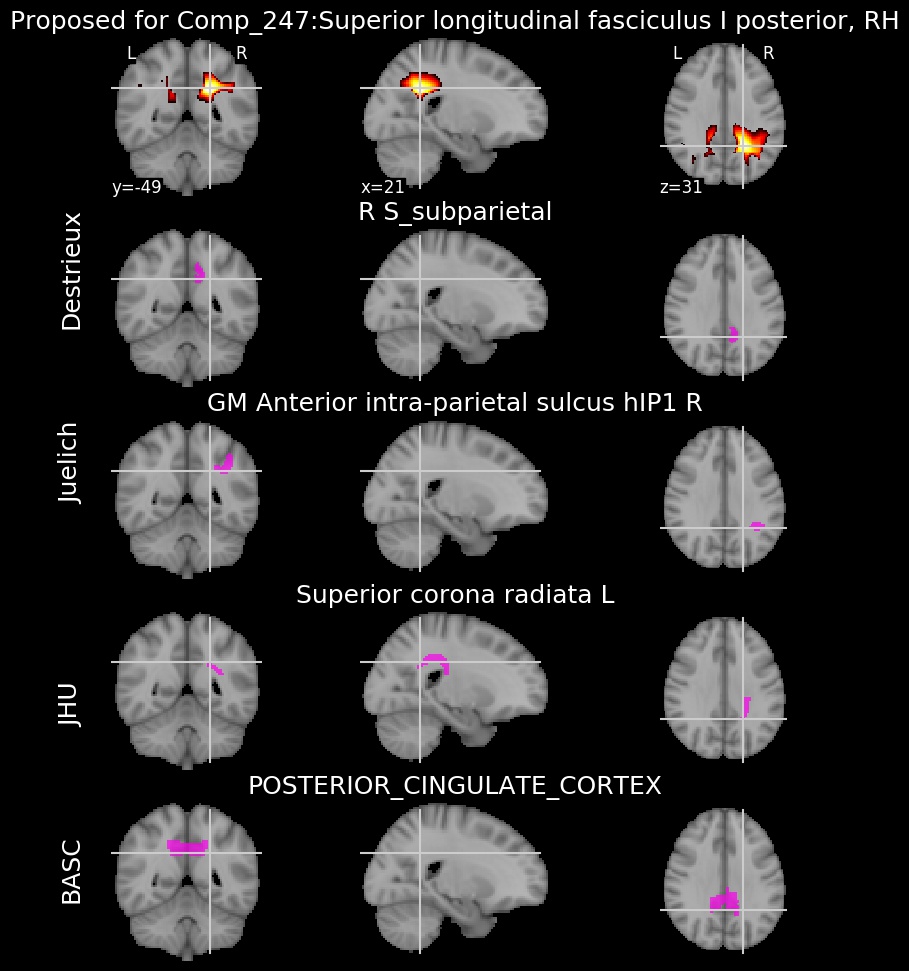 Proposed for Comp_247:Superior longitudinal fasciculus I posterior, RH
L R L R
y=-49 x=21 z=31
R S_subparietal
Destrieux
GM Anterior intra-parietal sulcus hIP1 R
Juelich
Superior corona radiata L
JHU
POSTERIOR_CINGULATE_CORTEX
BASC